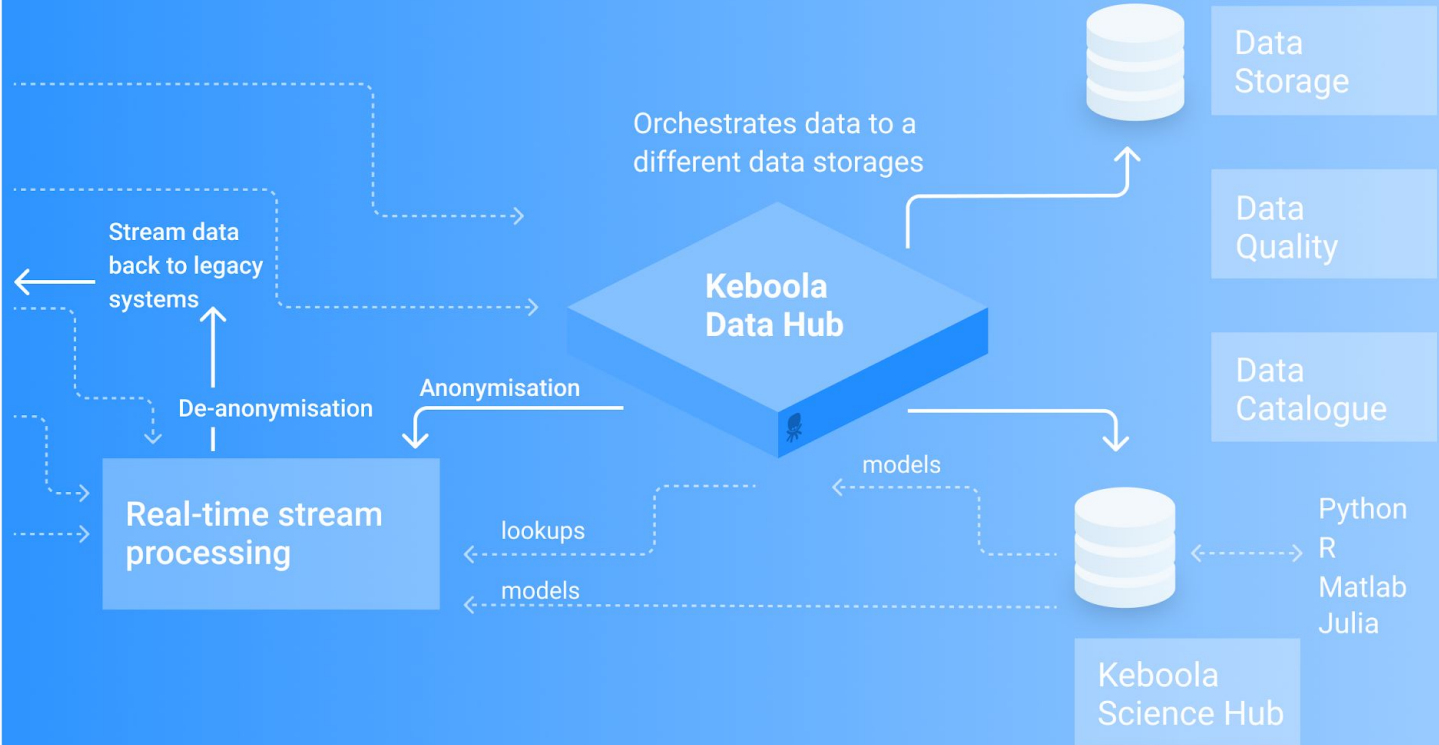 Data
Storage
Orchestrates data to a
different data storages
Data
Quality
Stream data
back to legacy
systems
Keboola
Data Hub
Data
Catalogue
Anonymisation
De-anonymisation
models
Real-time stream
processing
lookups
models
Python
R
Matlab
Julia
Keboola
Science Hub